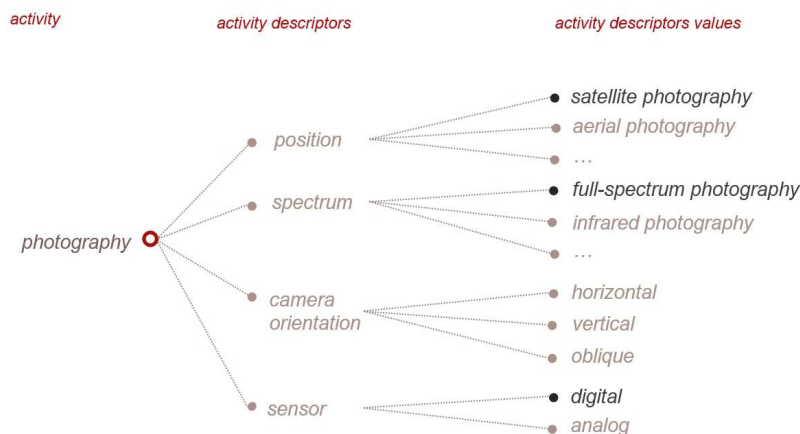 activity
activity descriptors
activity descriptors values
satellite photography
position
aerial photography
...
full-spectrum photography
spectrum
infrared photography
photography
...
horizontal
camera
orientation
vertical
oblique
digital
sensor
analog